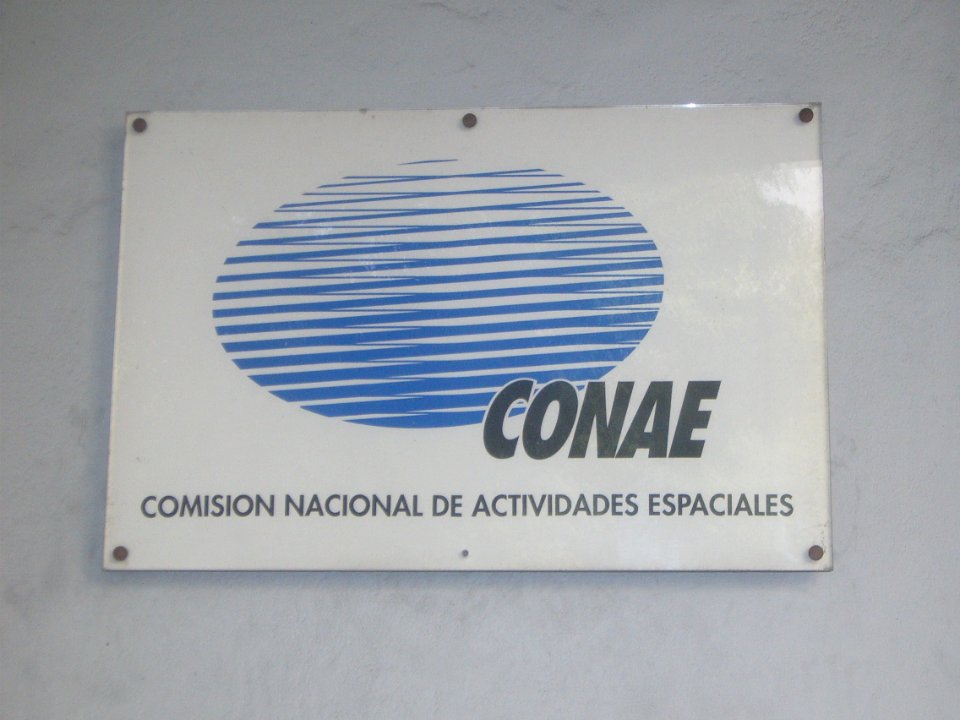 CONAE
COMISION NACIONAL DE ACTIVIDADES ESPACIALES